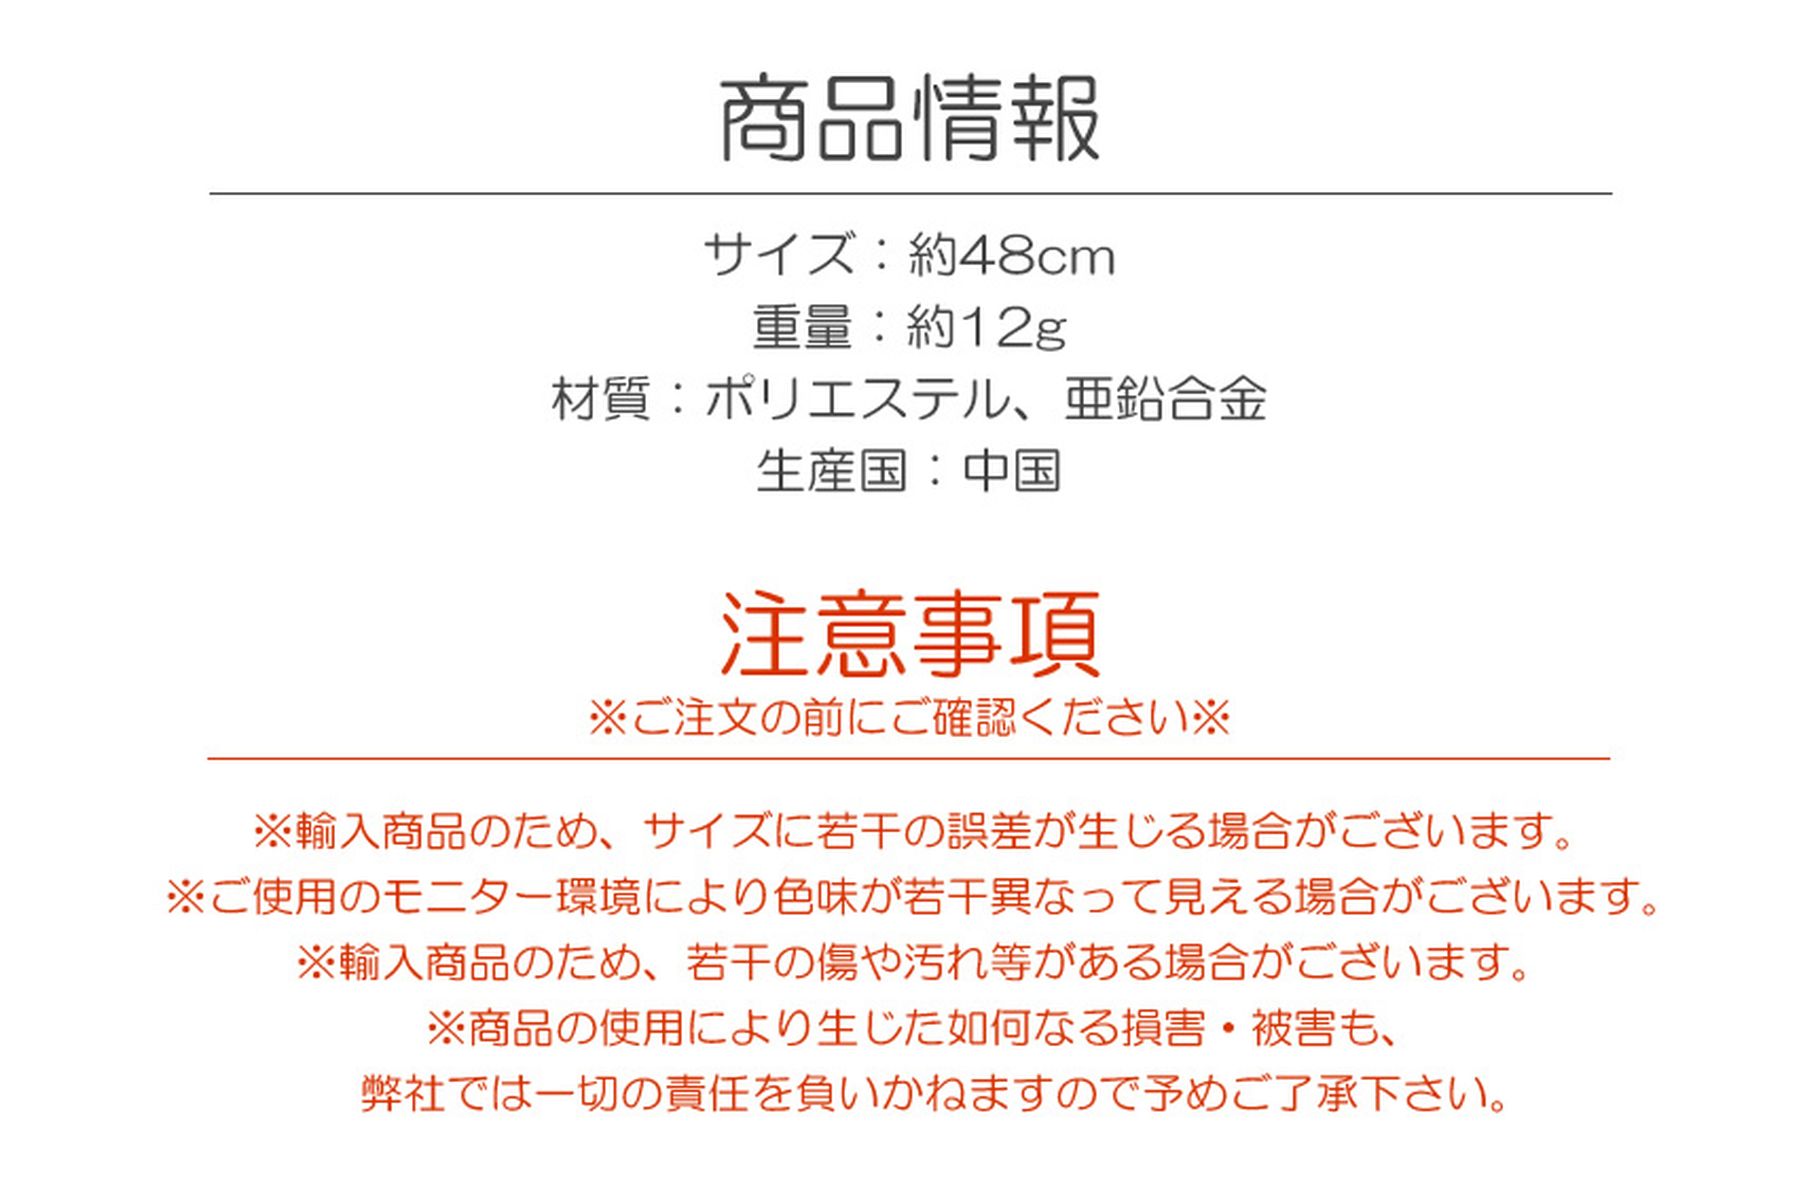 商品情報
サイズ：約48cm
重量：約12g
材質：ポリエステル、亜鉛合金
生産国：中国
注意事項
※ご注文の前にご確認ください※
※輸入商品のため、サイズに若干の誤差が生じる場合がございます。
※ご使用のモニター環境により色味が若干異なって見える場合がございます。
※輸入商品のため、若干の傷や汚れ等がある場合がございます。
※商品の使用により生じた如何なる損害・被害も、
弊社では一切の責任を負いかねますので予めご了承下さい。